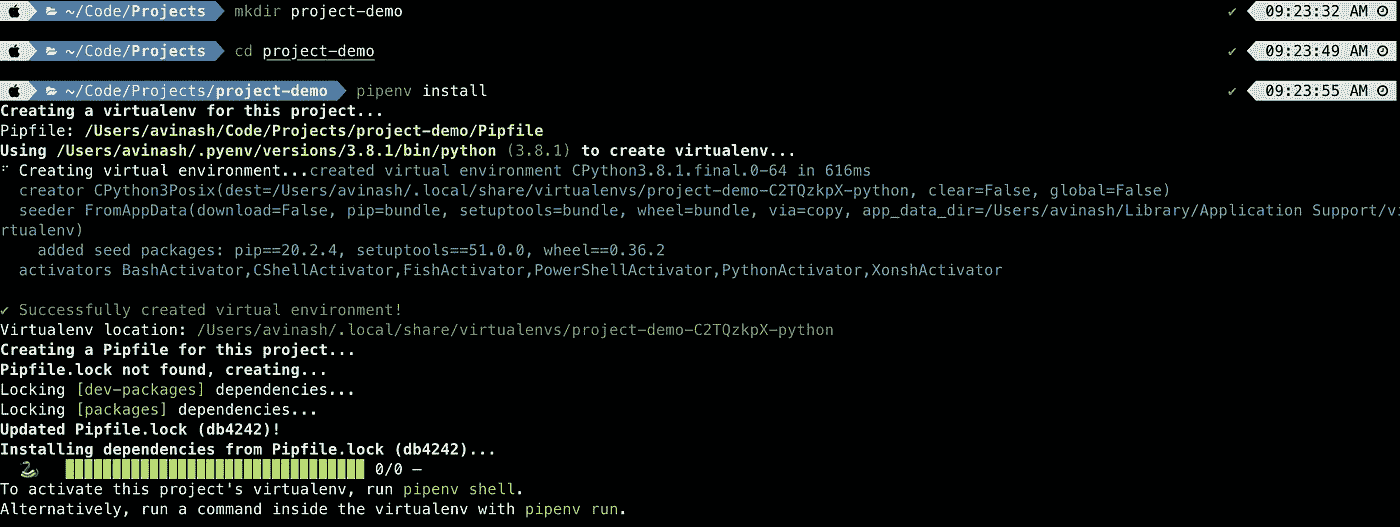 ~/Code/Projects mkdir project-demo ✔ 09:23:32 AM
~/Code/Projects cd project-demo ✔ 09:23:49 AM
~/Code/Projects/project-demo pipenv install ✔ 09:23:55 AM
Creating a virtualenv for this project...
Pipfile: /Users/avinash/Code/Projects/project-demo/Pipfile
Using /Users/avinash/.pyenv/versions/3.8.1/bin/python (3.8.1) to create virtualenv...
⠋ Creating virtual environment...created virtual environment CPython3.8.1.final.0-64 in 616ms
creator CPython3Posix(dest=/Users/avinash/.local/share/virtualenvs/project-demo-C2TQzkpX-python, clear=False, global=False)
seeder FromAppData(download=False, pip=bundle, setuptools=bundle, wheel=bundle, via=copy, app_data_dir=/Users/avinash/Library/Application Support/vi
rtualenv)
added seed packages: pip==20.2.4, setuptools==51.0.0, wheel==0.36.2
activators BashActivator,CShellActivator,FishActivator,PowerShellActivator,PythonActivator,XonshActivator
✔ Successfully created virtual environment!
Virtualenv location: /Users/avinash/.local/share/virtualenvs/project-demo-C2TQzkpX-python
Creating a Pipfile for this project...
Pipfile.lock not found, creating...
Locking [dev-packages] dependencies...
Locking [packages] dependencies...
Updated Pipfile.lock (db4242)!
Installing dependencies from Pipfile.lock (db4242)...
🐍 ▉▉▉▉▉▉▉▉▉▉▉▉▉▉▉▉▉▉▉▉▉▉▉▉▉▉▉▉▉▉▉▉ 0/0 —
To activate this project's virtualenv, run pipenv shell.
Alternatively, run a command inside the virtualenv with pipenv run.